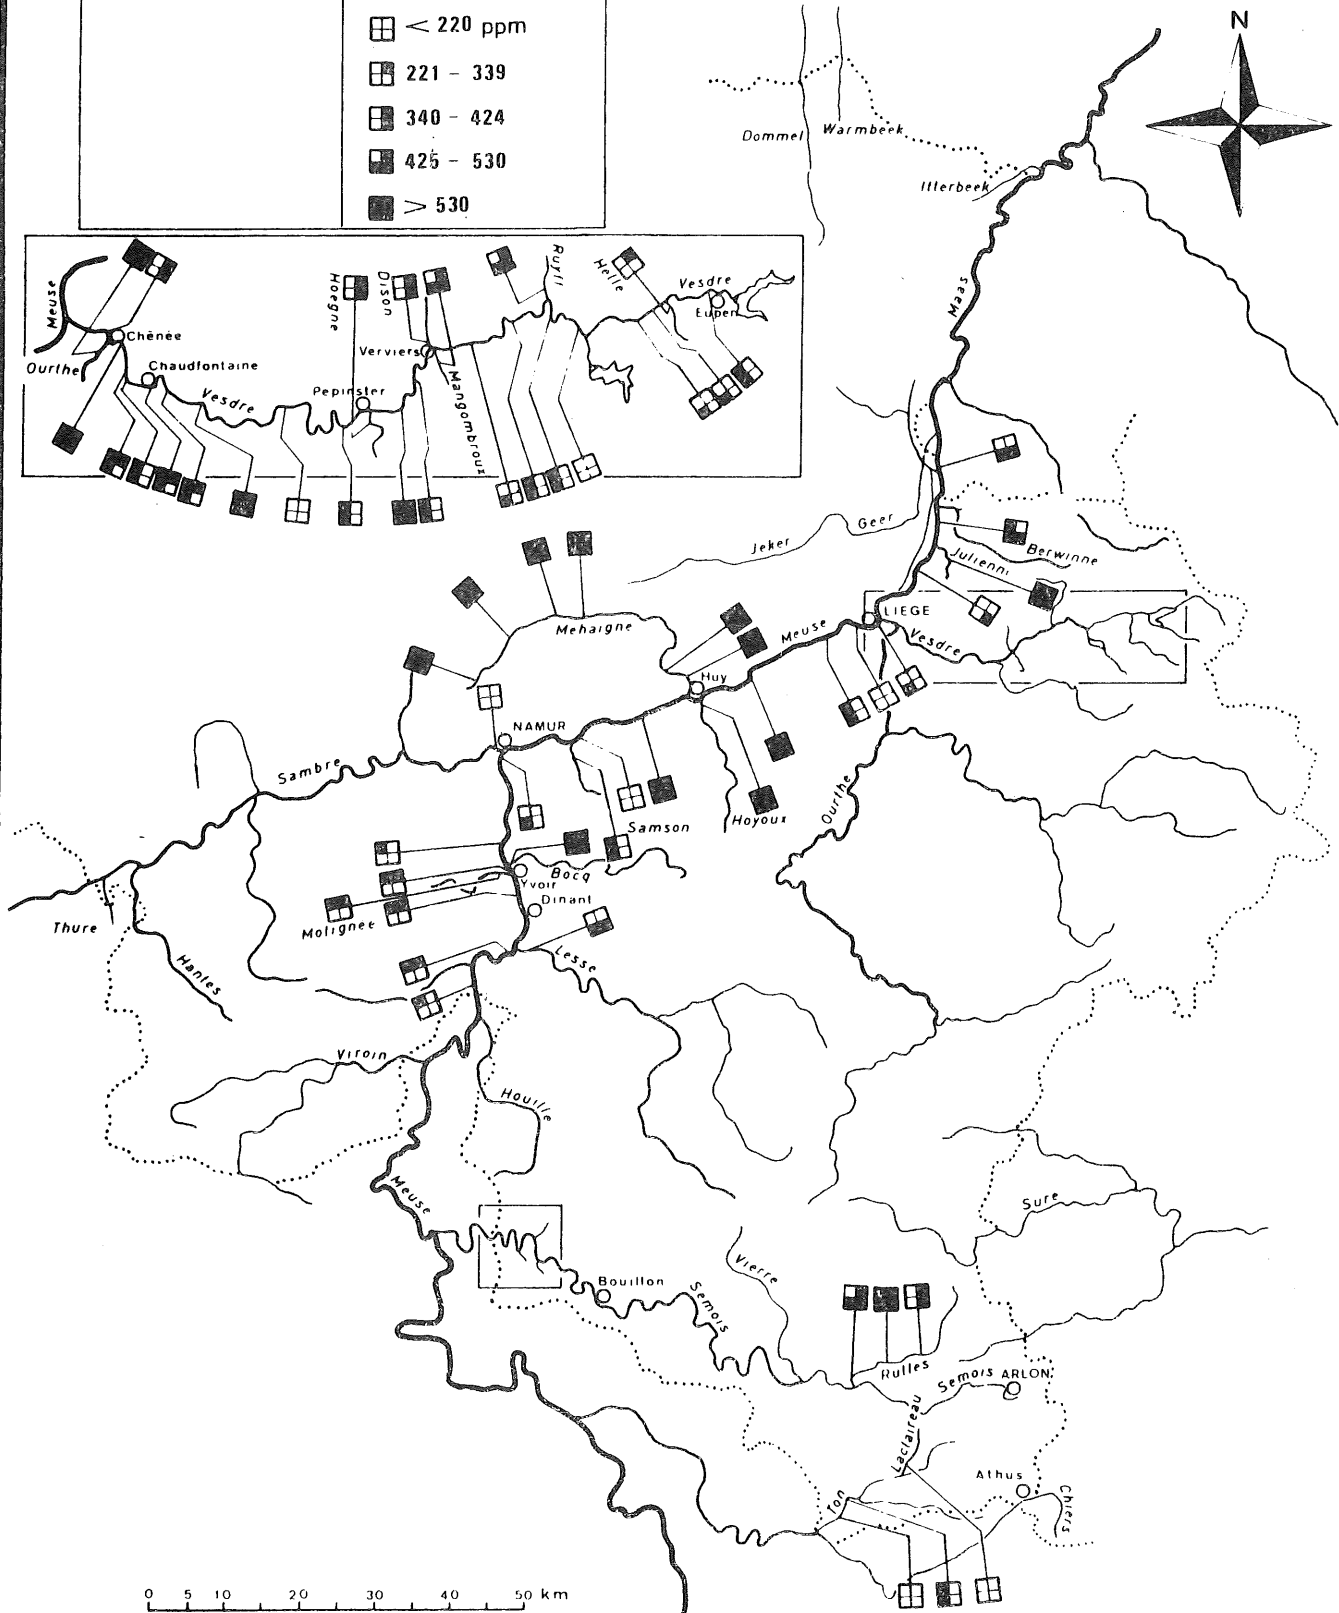 < 220 ppm
221 - 339
340 - 424
425 - 530
> 530
N
Dommel
Warmbeek
Itterbeek
Maas
Meuse
Ourthe
Chênée
Chaudfontaine
Vesdre
Hoegne
Pepinster
Dison
Verviers
Mangombroux
Ruyff
Helle
Vesdre
Eupen
Jeker
Geer
Berwinne
Julienni
LIEGE
Vesdre
Mehaigne
Meuse
Huy
NAMUR
Sambre
Samson
Hoyoux
Ourthe
Bocq
Yvoir
Dinant
Molignee
Thure
Hantes
Lesse
Viroin
Houille
Meuse
Sure
Bouillon
Semois
Vierre
Rulles
Semois
ARLON
Laclaireau
Athus
Ton
Chiers
0 5 10 20 30 40 50 km